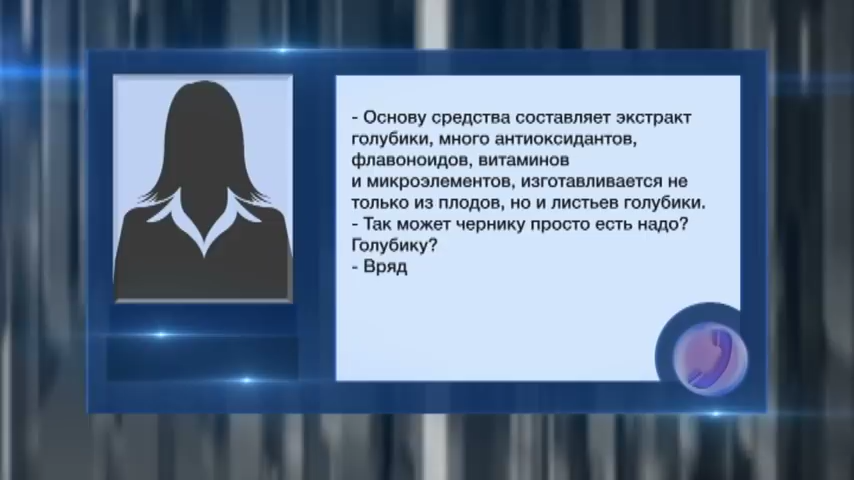 - Основу средства составляет экстракт
голубики, много антиоксидантов,
флавоноидов, витаминов
и микроэлементов, изготавливается не
только из плодов, но и листьев голубики.
- Так может чернику просто есть надо?
Голубику?
- Вряд